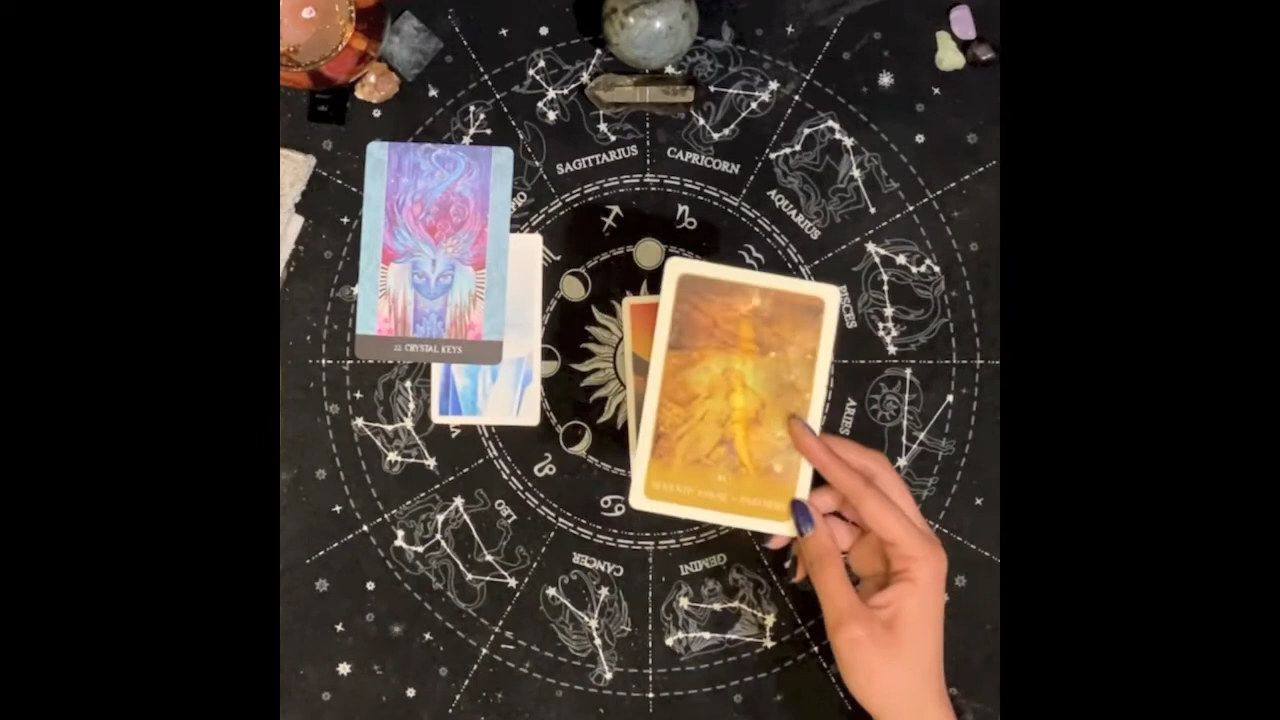 SAGITTARIUS
CAPRICORN
AQUARIUS
PISCES
22 CRYSTAL KEYS
ARIES
LEO
CANCER
GEMINI